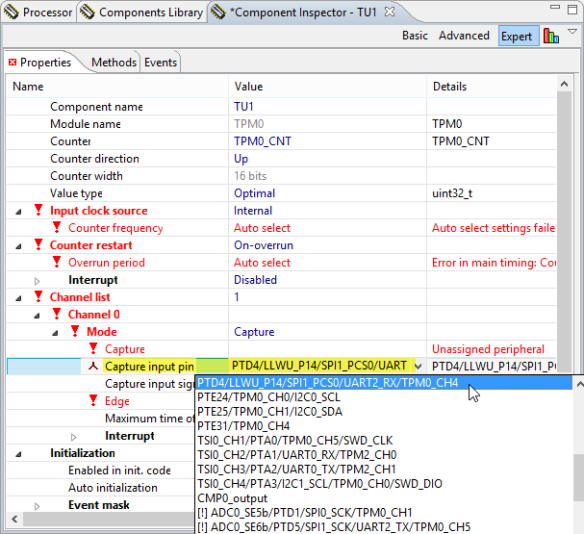 Processor Components Library *Component Inspector - TU1
Basic Advanced Expert
Properties Methods Events
Name Value Details
Component name TU1
Module name TPM0 TPM0
Counter TPM0_CNT TPM0_CNT
Counter direction Up
Counter width 16 bits
Value type Optimal uint32_t
Input clock source Internal
Counter frequency Auto select Auto select settings faile
Counter restart On-overrun
Overrun period Auto select Error in main timing: Cou
Interrupt Disabled
Channel list 1
Channel 0
Mode Capture
Capture Unassigned peripheral
Capture input pin PTD4/LLWU_P14/SPI1_PCS0/UART PTD4/LLWU_P14/SPI1_P
Capture input sig PTD4/LLWU_P14/SPI1_PCS0/UART2_RX/TPM0_CH4
Edge PTE24/TPM0_CH0/I2C0_SCL
Maximum time of PTE25/TPM0_CH1/I2C0_SDA
PTE31/TPM0_CH4
Interrupt TSI0_CH1/PTA0/TPM0_CH5/SWD_CLK
Initialization TSI0_CH2/PTA1/UART0_RX/TPM2_CH0
Enabled in init. code TSI0_CH3/PTA2/UART0_TX/TPM2_CH1
TSI0_CH4/PTA3/I2C1_SCL/TPM0_CH0/SWD_DIO
Auto initialization CMP0_output
Event mask [!] ADC0_SE5b/PTD1/SPI0_SCK/TPM0_CH1
[!] ADC0_SE6b/PTD5/SPI1_SCK/UART2_TX/TPM0_CH5